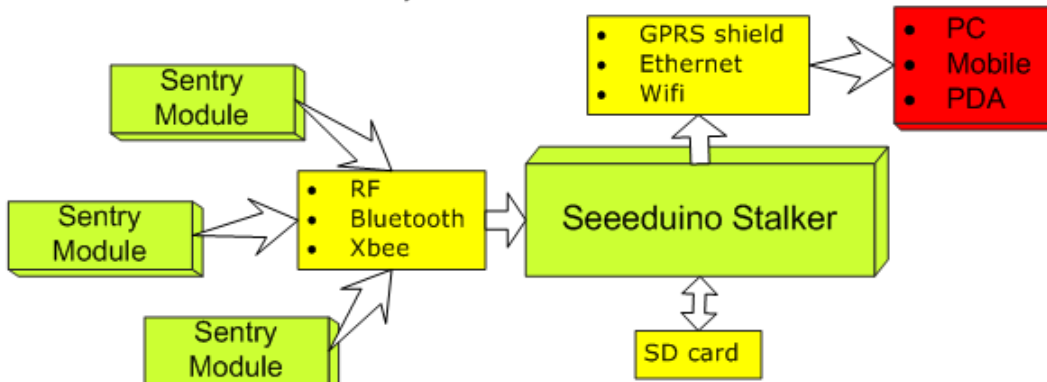 Sentry
Module
Sentry
Module
Sentry
Module
• RF
• Bluetooth
• Xbee
Seeeduino Stalker
• GPRS shield
• Ethernet
• Wifi
• PC
• Mobile
• PDA
SD card